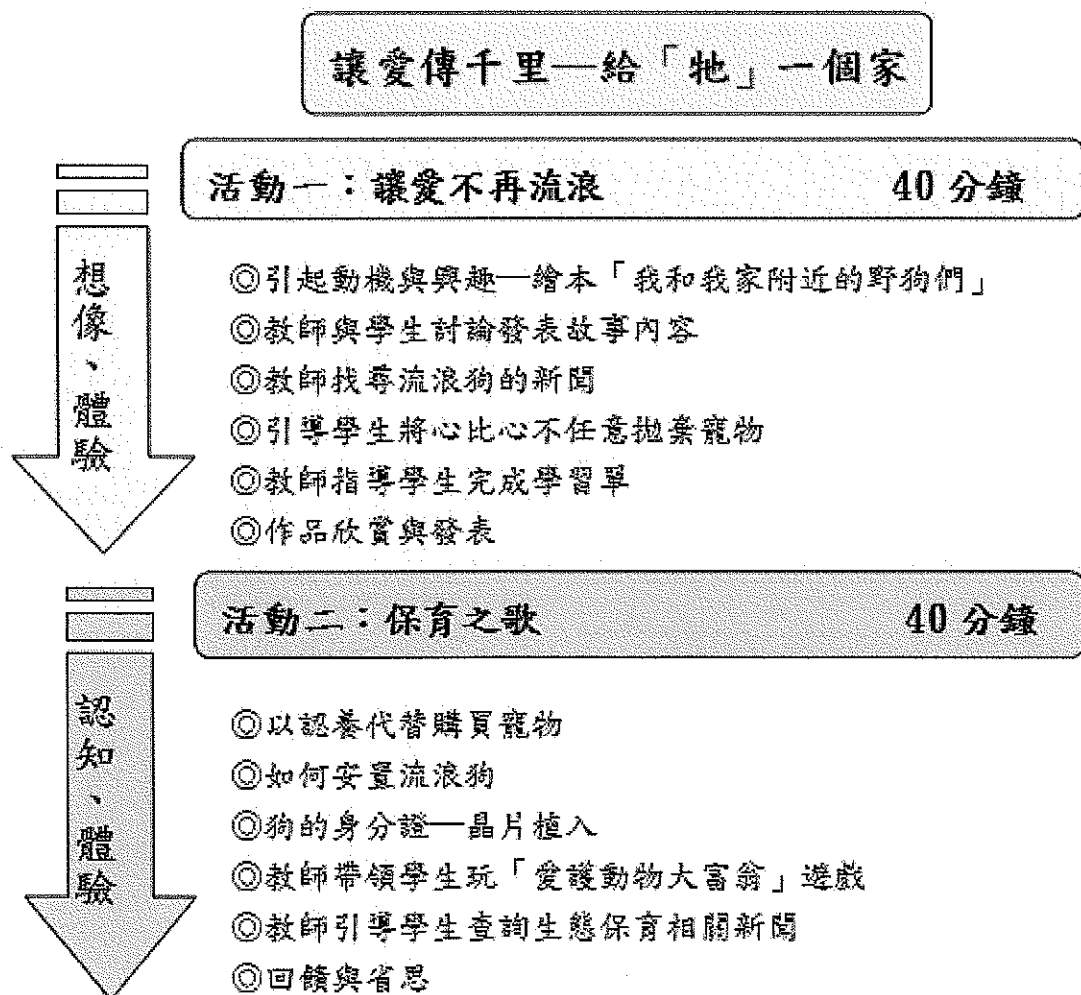 讓愛傳千里—給「牠」一個家
活動一：讓愛不再流浪 40 分鐘
想像、體驗
◎引起動機與興趣—繪本「我和我家附近的野狗們」
◎教師與學生討論發表故事內容
◎教師找尋流浪狗的新聞
◎引導學生將心比心不任意拋棄寵物
◎教師指導學生完成學習單
◎作品欣賞與發表
活動二：保育之歌 40 分鐘
認知、體驗
◎以認養代替購買寵物
◎如何安置流浪狗
◎狗的身分證—晶片植入
◎教師帶領學生玩「愛護動物大富翁」遊戲
◎教師引導學生查詢生態保育相關新聞
◎回饋與省思